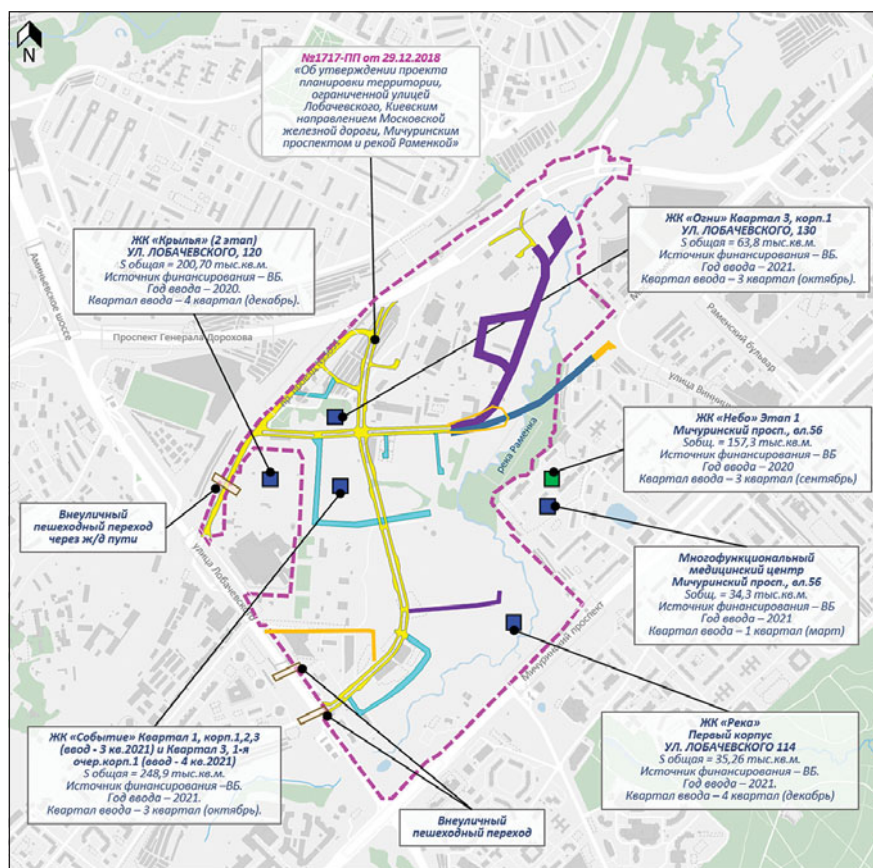 N
№1717-ПП от 29.12.2018
«Об утверждении проекта
планировки территории,
ограниченной улицей
Лобачевского, Киевским
направлением Московской
железной дороги, Мичуринским
проспектом и рекой Раменкой»
ЖК «Крылья» (2 этап)
УЛ. ЛОБАЧЕВСКОГО, 120
S общая = 200,70 тыс.кв.м.
Источник финансирования – ВБ.
Год ввода – 2020.
Квартал ввода – 4 квартал (декабрь).
ЖК «Огни» Квартал 3, корп.1
УЛ. ЛОБАЧЕВСКОГО, 130
S общая = 63,8 тыс.кв.м.
Источник финансирования – ВБ.
Год ввода – 2021.
Квартал ввода – 3 квартал (октябрь).
Аминьевское шоссе
Проспект Генерала Дорохова
Раменский бульвар
улица Винниц
река Раменка
ЖК «Небо» Этап 1
Мичуринский просп., вл.56
Sобщ. = 157,3 тыс.кв.м.
Источник финансирования – ВБ
Год ввода – 2020
Квартал ввода – 3 квартал (сентябрь)
Внеуличный
пешеходный переход
через ж/д пути
улица Лобачевского
Многофункциональный
медицинский центр
Мичуринский просп., вл.56
Sобщ. = 34,3 тыс.кв.м.
Источник финансирования – ВБ
Год ввода – 2021
Квартал ввода – 1 квартал (март)
Мичуринский проспект
ЖК «Событие» Квартал 1, корп.1,2,3
(ввод - 3 кв.2021) и Квартал 3, 1-я
очер.корп.1 (ввод - 4 кв.2021)
S общая = 248,9 тыс.кв.м.
Источник финансирования –ВБ.
Год ввода – 2021.
Квартал ввода – 3 квартал (октябрь).
Внеуличный
пешеходный переход
ЖК «Река»
Первый корпус
УЛ. ЛОБАЧЕВСКОГО 114
S общая = 35,26 тыс.кв.м.
Источник финансирования – ВБ.
Год ввода – 2021.
Квартал ввода – 4 квартал (декабрь)